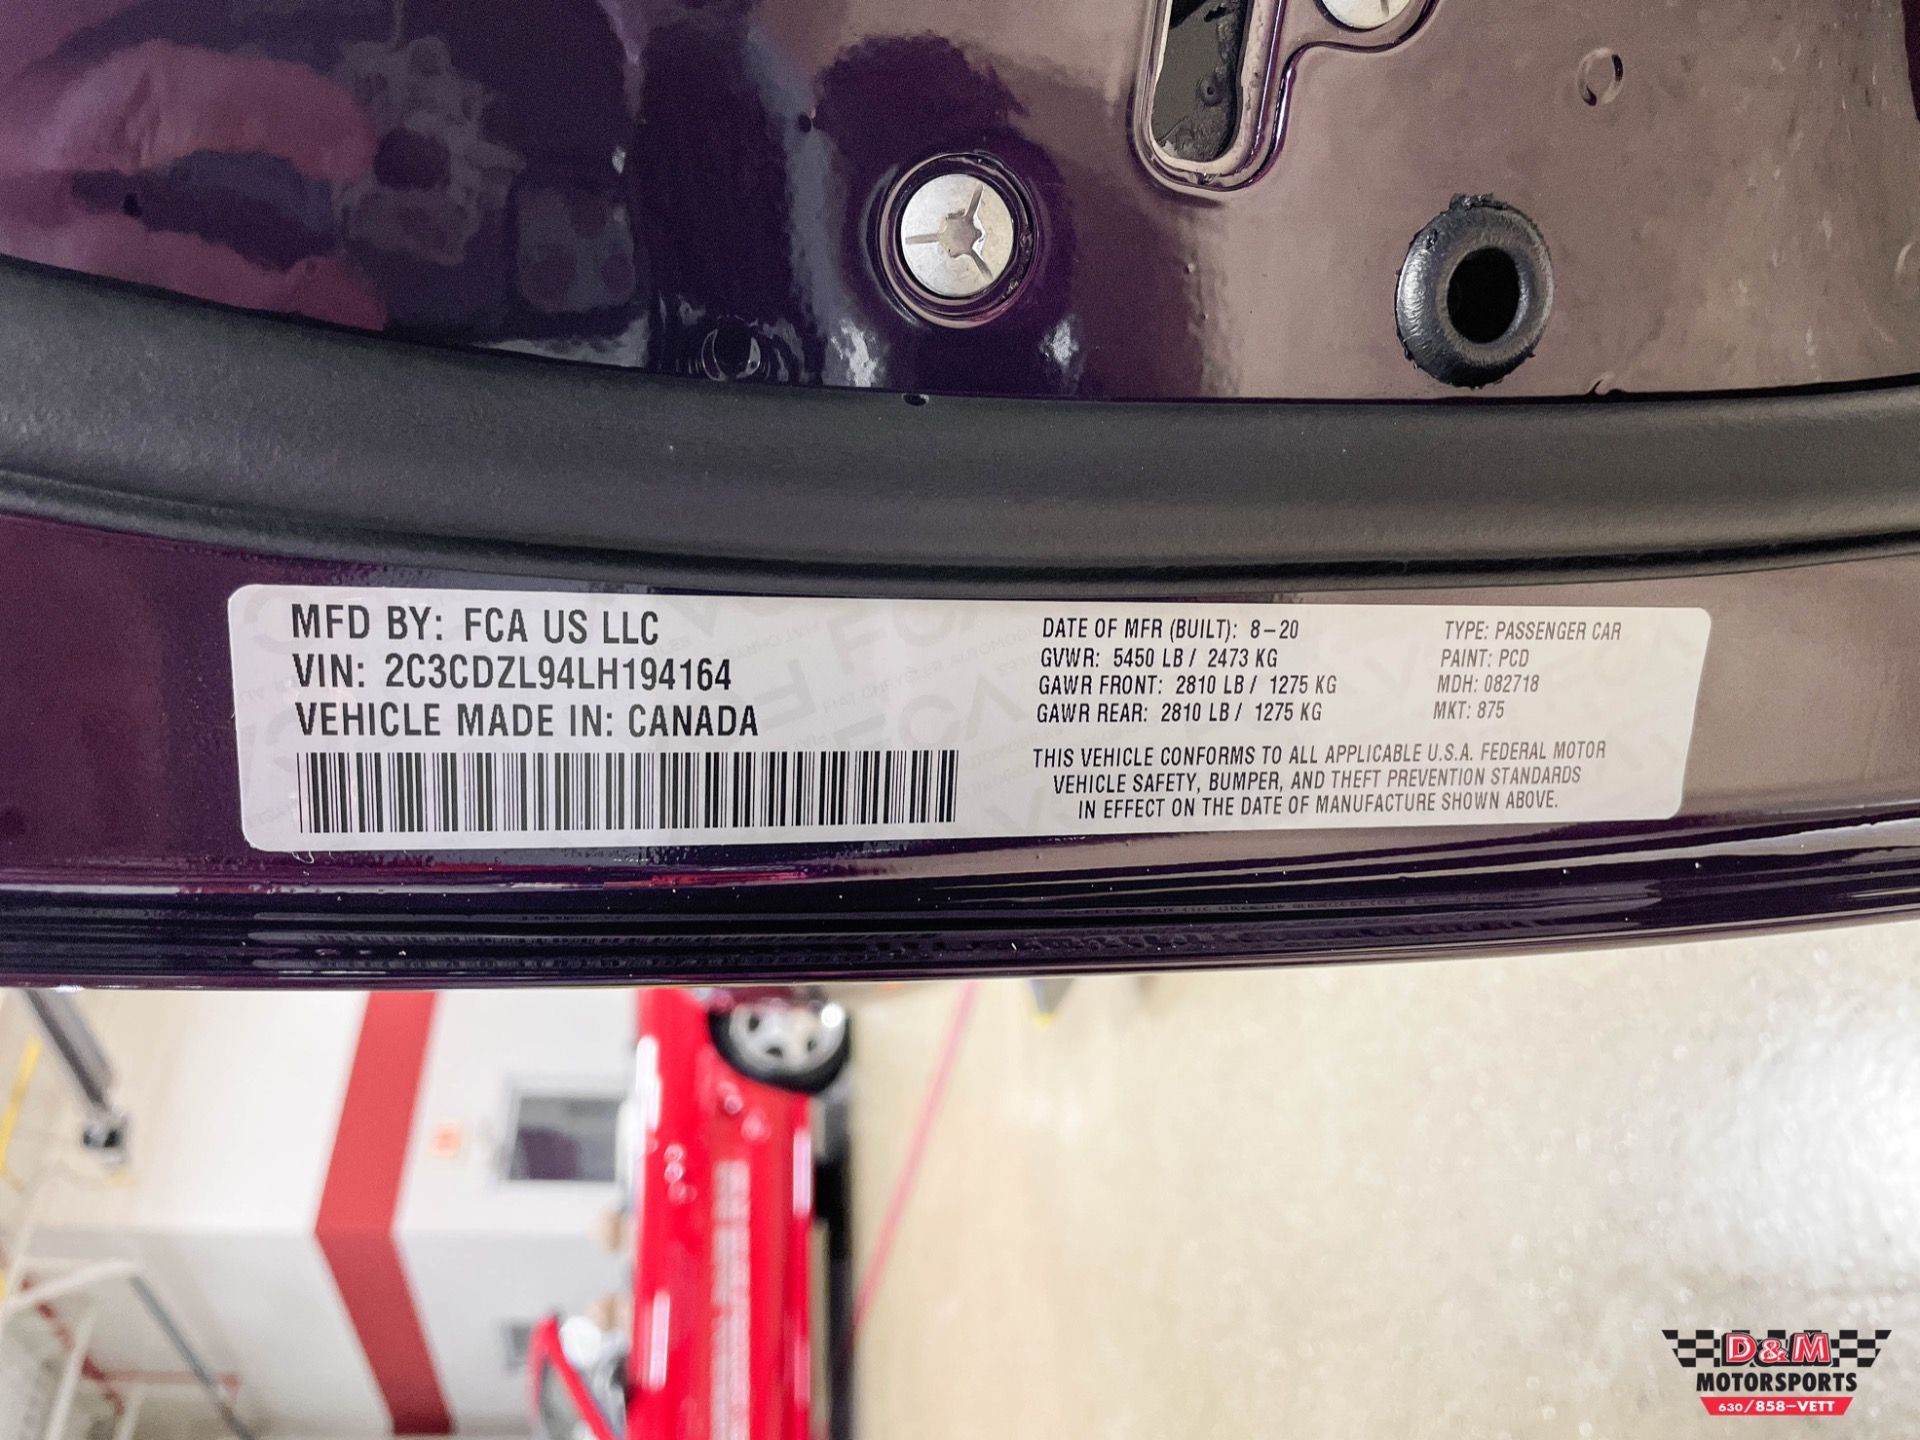 MFD BY: FCA US LLC
VIN: 2C3CDZL94LH194164
VEHICLE MADE IN: CANADA
DATE OF MFR (BUILT): 8-20
GVWR: 5450 LB / 2473 KG
GAWR FRONT: 2810 LB / 1275 KG
GAWR REAR: 2810 LB / 1275 KG
TYPE: PASSENGER CAR
PAINT: PCD
MDH: 082718
MKT: 875
THIS VEHICLE CONFORMS TO ALL APPLICABLE U.S.A. FEDERAL MOTOR
VEHICLE SAFETY, BUMPER, AND THEFT PREVENTION STANDARDS
IN EFFECT ON THE DATE OF MANUFACTURE SHOWN ABOVE.
D&M
MOTORSPORTS
630/858-VETT